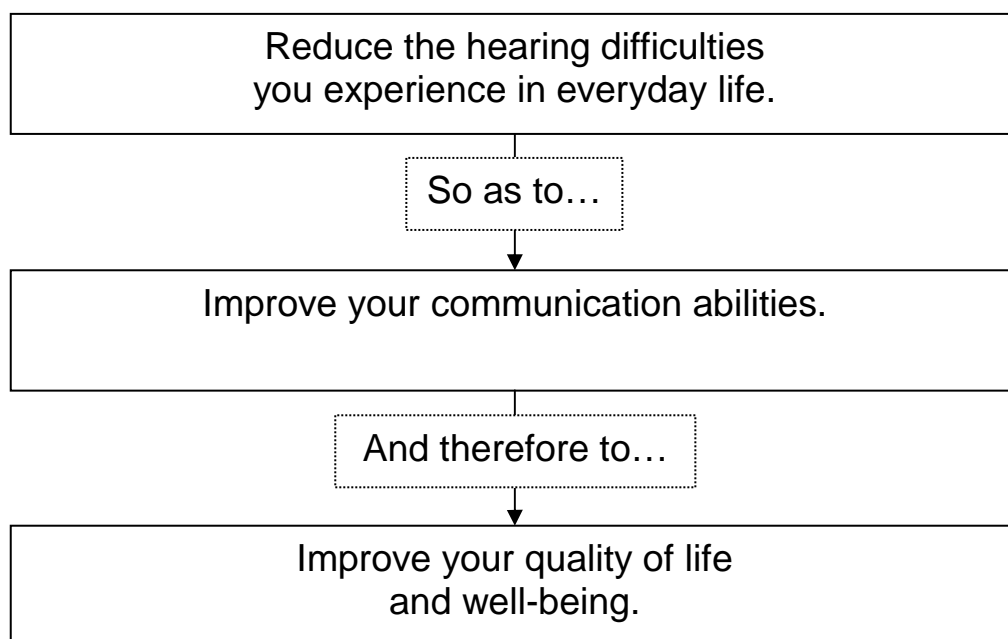 Reduce the hearing difficulties
you experience in everyday life.
So as to…
Improve your communication abilities.
And therefore to…
Improve your quality of life
and well-being.